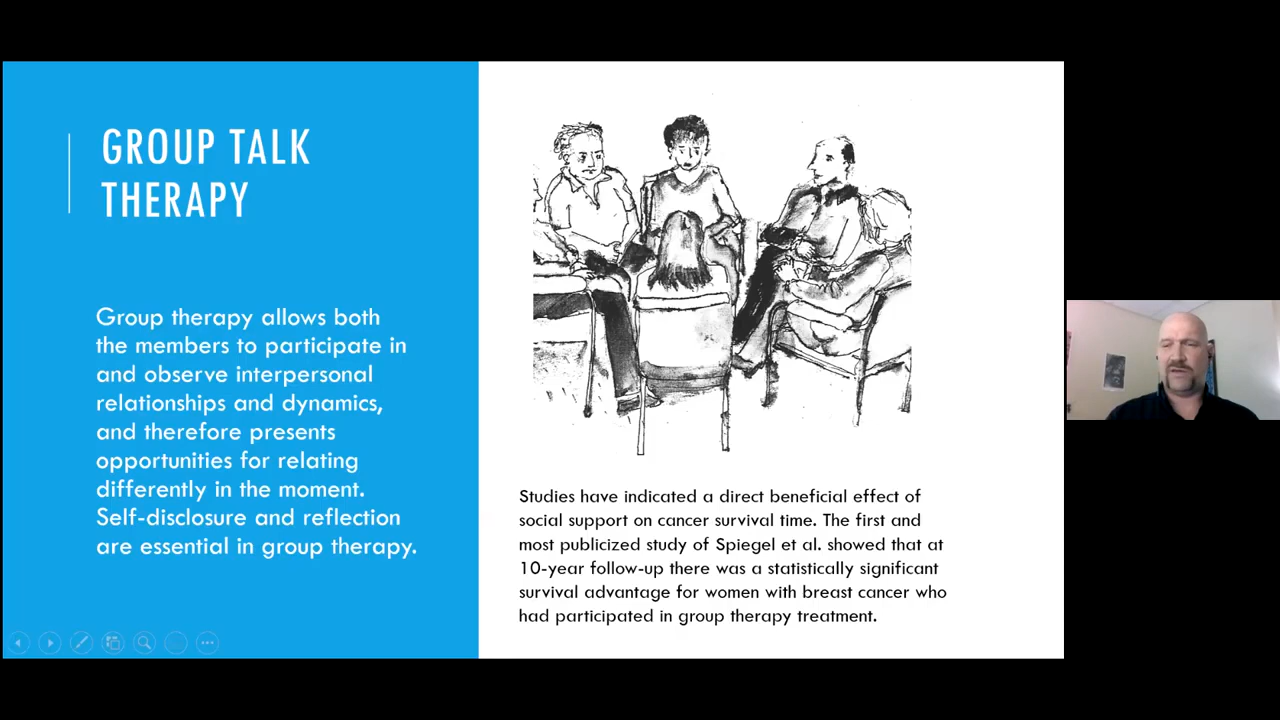 GROUP TALK
THERAPY
Group therapy allows both
the members to participate in
and observe interpersonal
relationships and dynamics,
and therefore presents
opportunities for relating
differently in the moment.
Self-disclosure and reflection
are essential in group therapy.
Studies have indicated a direct beneficial effect of
social support on cancer survival time. The first and
most publicized study of Spiegel et al. showed that at
10-year follow-up there was a statistically significant
survival advantage for women with breast cancer who
had participated in group therapy treatment.